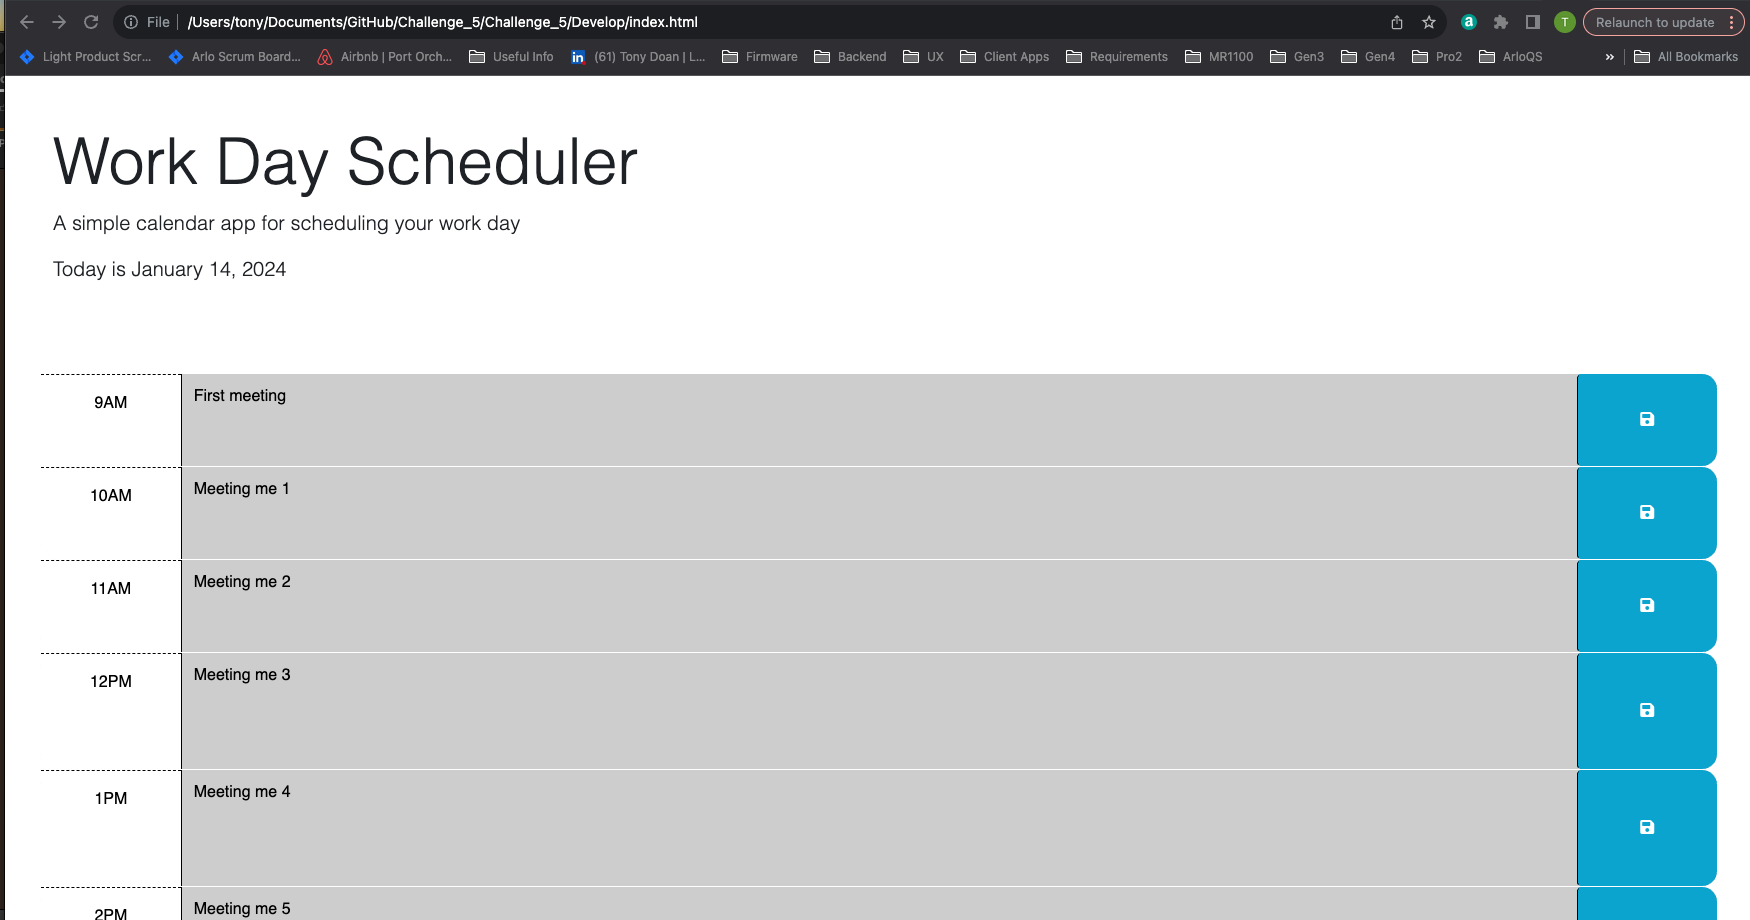 File /Users/tony/Documents/GitHub/Challenge_5/Challenge_5/Develop/index.html a T Relaunch to update
Light Product Scr... Arlo Scrum Board... Airbnb | Port Orch... Useful Info in (61) Tony Doan | L... Firmware Backend UX Client Apps Requirements MR1100 Gen3 Gen4 Pro2 ArloQS » All Bookmarks
Work Day Scheduler
A simple calendar app for scheduling your work day
Today is January 14, 2024
9AM First meeting
10AM Meeting me 1
11AM Meeting me 2
12PM Meeting me 3
1PM Meeting me 4
2PM Meeting me 5